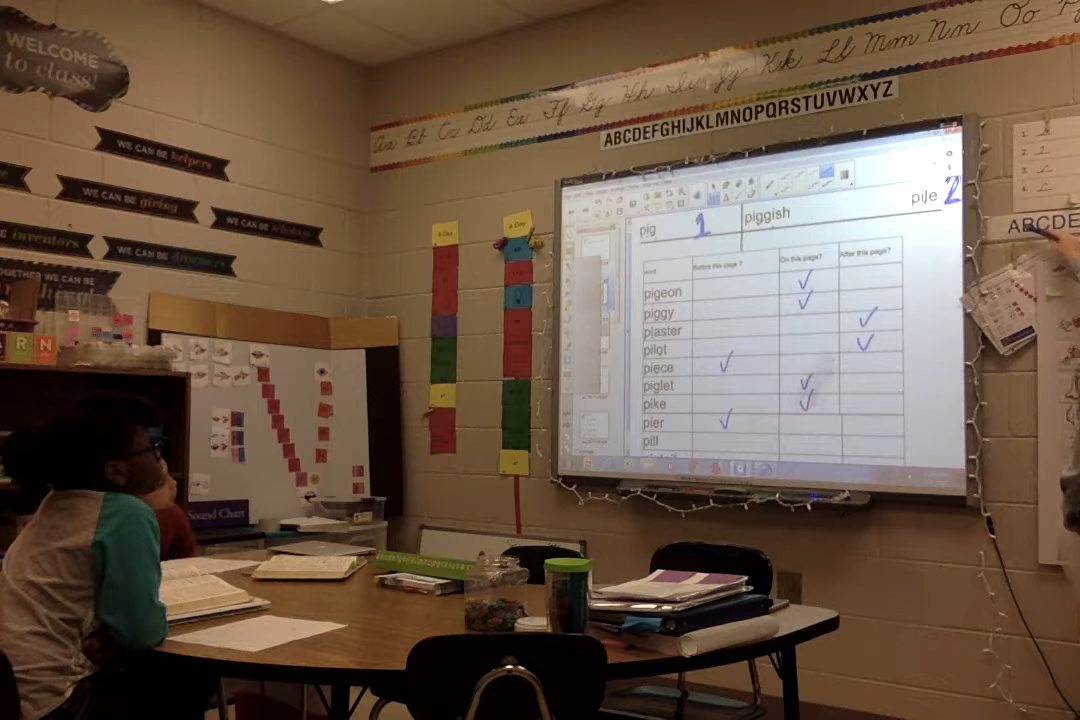 WELCOME
to class!
WE CAN BE helpers
WE CAN BE giving
WE CAN BE
inventors
WE CAN BE dreamers
TOGETHER WE CAN BE
ARN
Aa Bb Cc Dd Ee Ff Gg Hh Ii Jj Kk Ll Mm Nn Oo
ABCDEFGHIJKLMNOPQRSTUVWXYZ
pig 1
piggish
pile 2
word Before this page ? On this page? After this page?
pigeon ✓
piggy ✓
plaster ✓
pilot ✓
piece ✓
piglet ✓
pike ✓
pier ✓
pill
ABCDE
Sound Chart